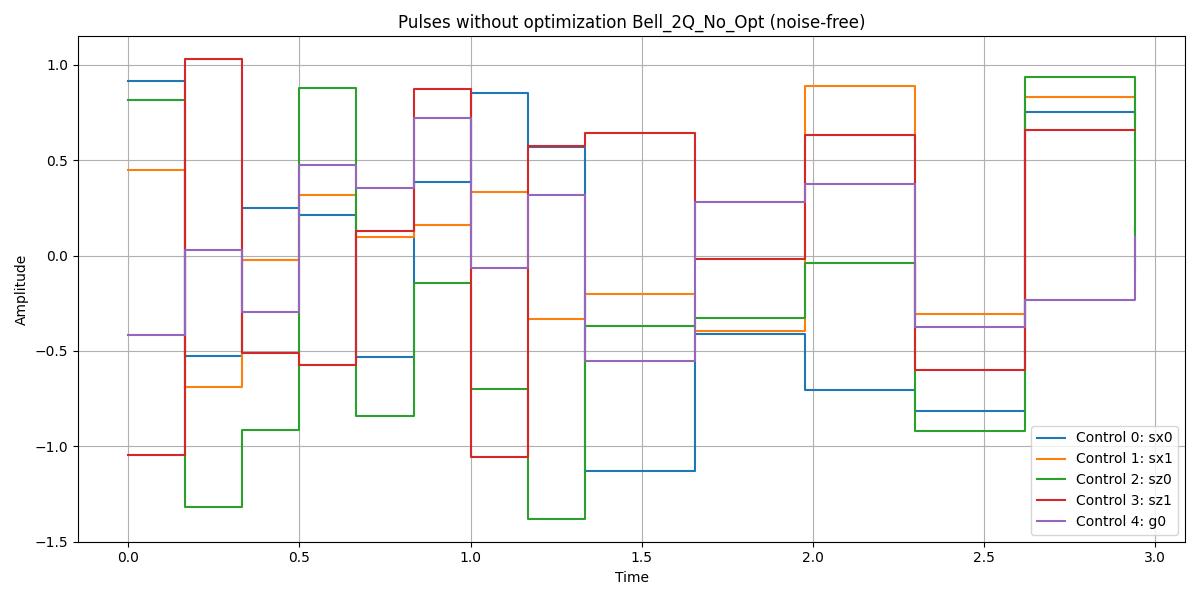 Pulses without optimization Bell_2Q_No_Opt (noise-free)
Amplitude
1.0
0.5
0.0
−0.5
−1.0
−1.5
0.0
0.5
1.0
1.5
2.0
2.5
3.0
Time
Control 0: sx0
Control 1: sx1
Control 2: sz0
Control 3: sz1
Control 4: g0